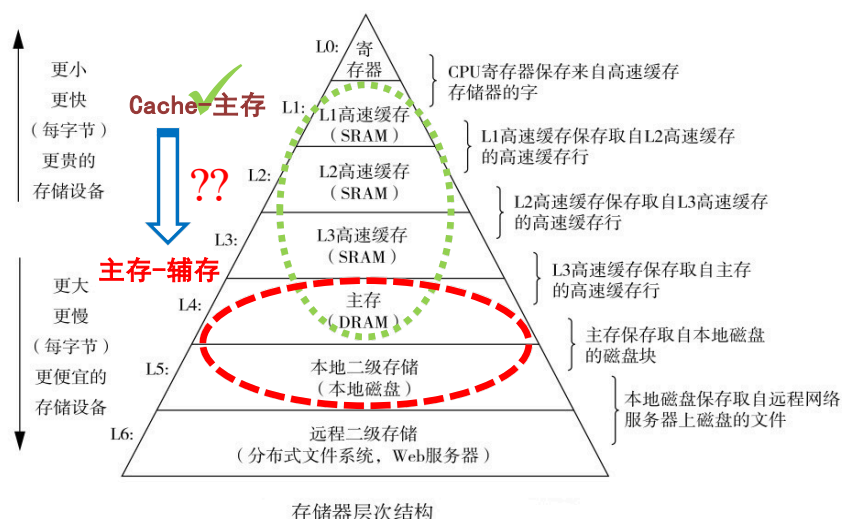 更小
更快
（每字节）
更贵的
存储设备
Cache-主存
??
主存-辅存
更大
更慢
（每字节）
更便宜的
存储设备
L0:
寄
存器
CPU寄存器保存来自高速缓存
存储器的字
L1:
L1高速缓存
（SRAM）
L1高速缓存保存取自L2高速缓存
的高速缓存行
L2:
L2高速缓存
（SRAM）
L2高速缓存保存取自L3高速缓存
的高速缓存行
L3:
L3高速缓存
（SRAM）
L3高速缓存保存取自主存
的高速缓存行
L4:
主存
（DRAM）
主存保存取自本地磁盘
的磁盘块
L5:
本地二级存储
（本地磁盘）
本地磁盘保存取自远程网络
服务器上磁盘的文件
L6:
远程二级存储
（分布式文件系统，Web服务器）
存储器层次结构